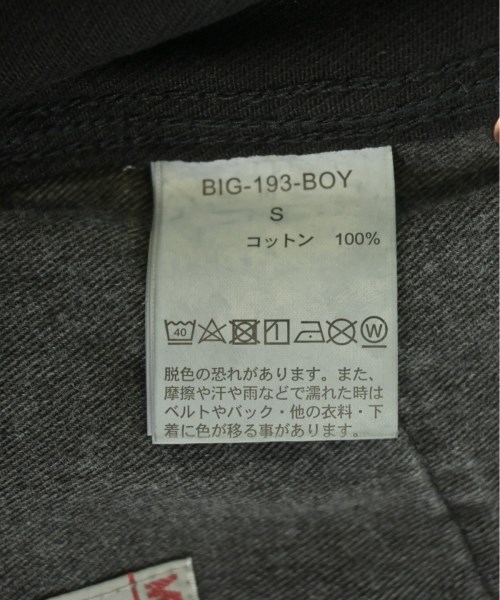 BIG-193-BOY
S
コットン 100%
40 W
脱色の恐れがあります。また、
摩擦や汗や雨などで濡れた時は
ベルトやバック・他の衣料・下
着に色が移る事があります。